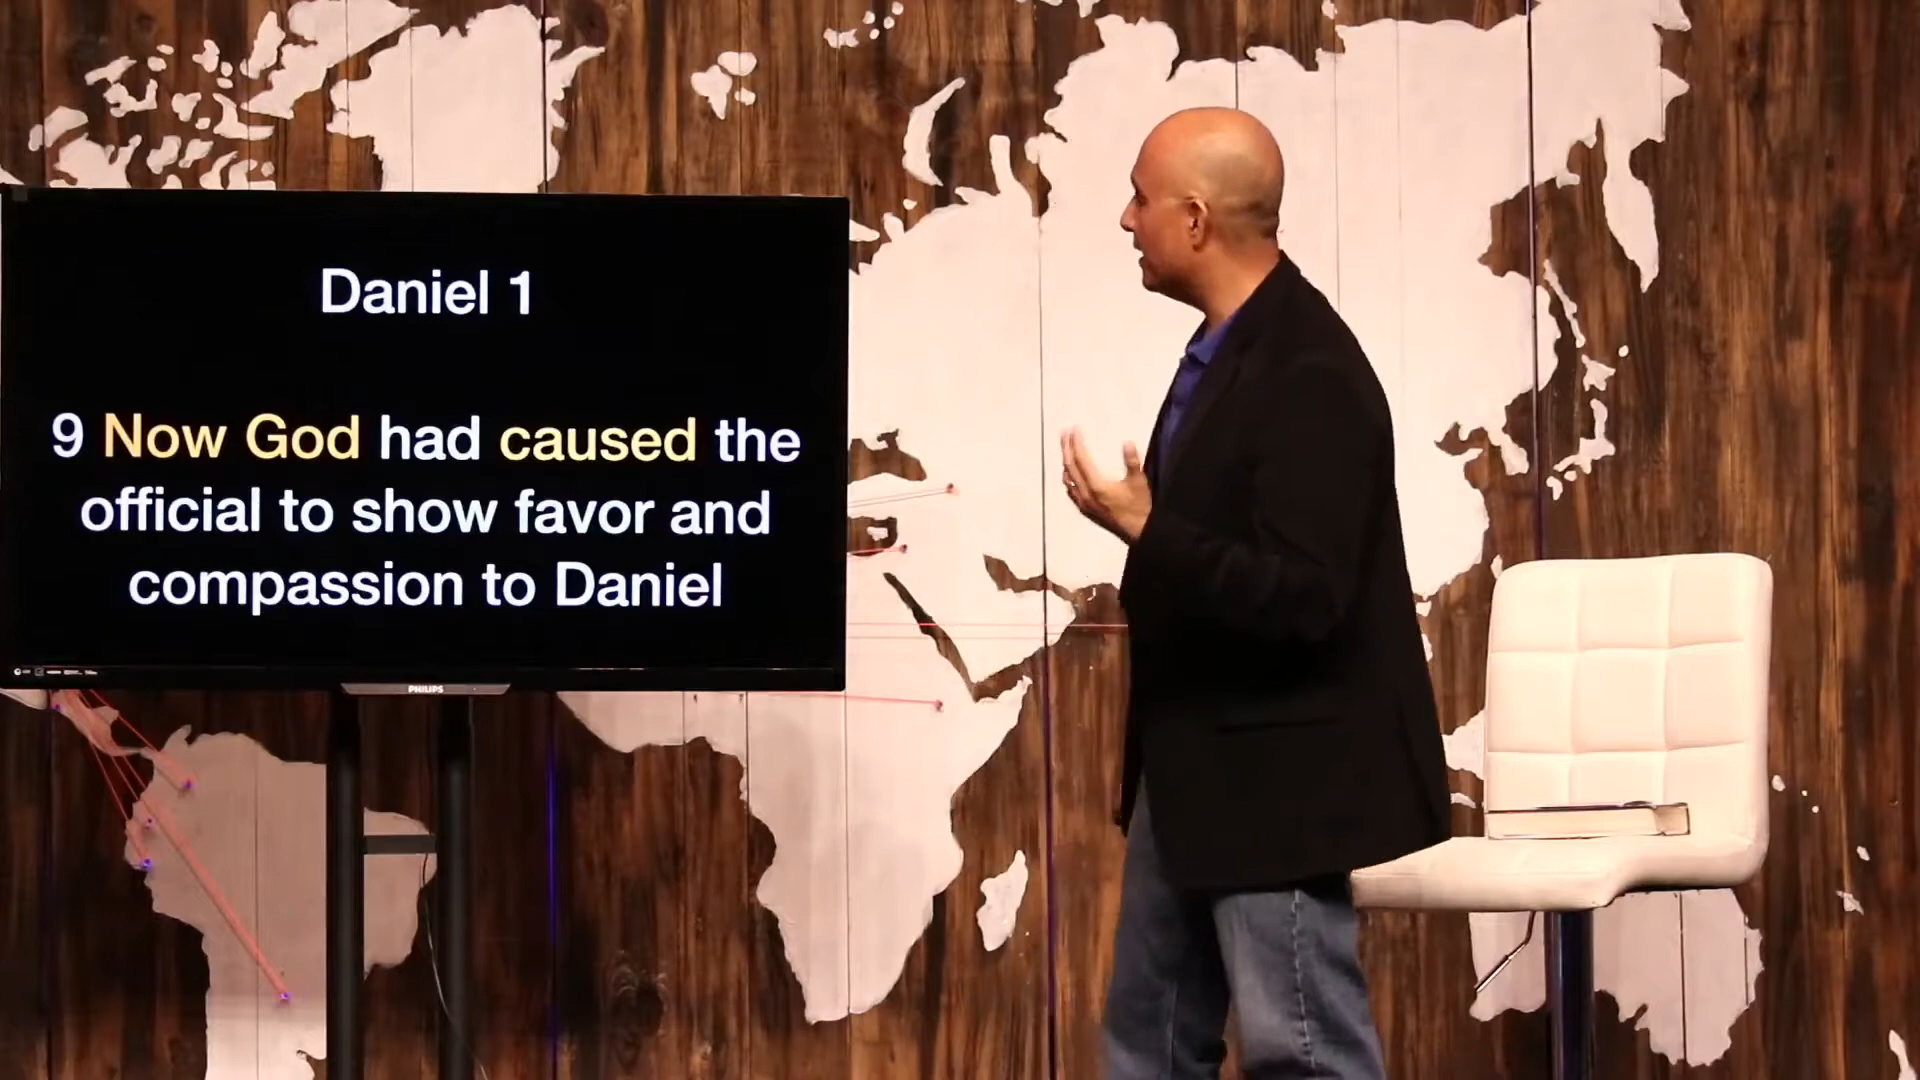 Daniel 1
9 Now God had caused the
official to show favor and
compassion to Daniel
PHILIPS